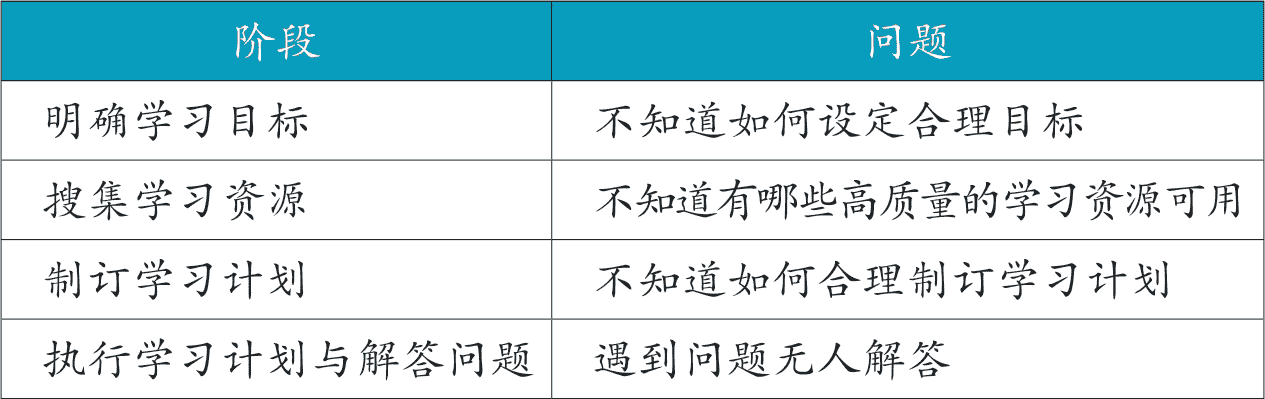 阶段 问题
明确学习目标 不知道如何设定合理目标
搜集学习资源 不知道有哪些高质量的学习资源可用
制订学习计划 不知道如何合理制订学习计划
执行学习计划与解答问题 遇到问题无人解答